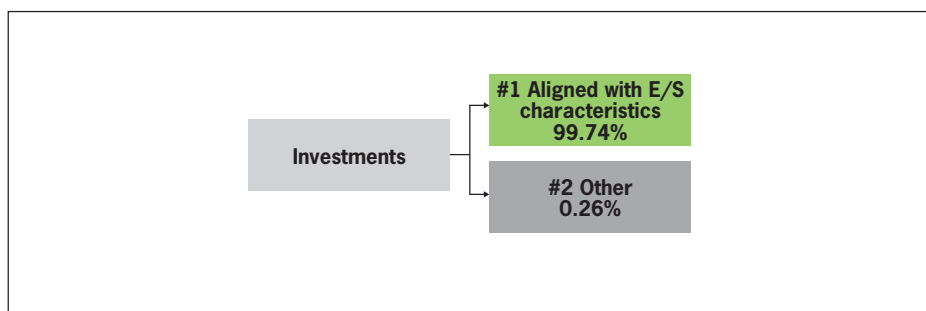 #1 Aligned with E/S
characteristics
99.74%
Investments
#2 Other
0.26%